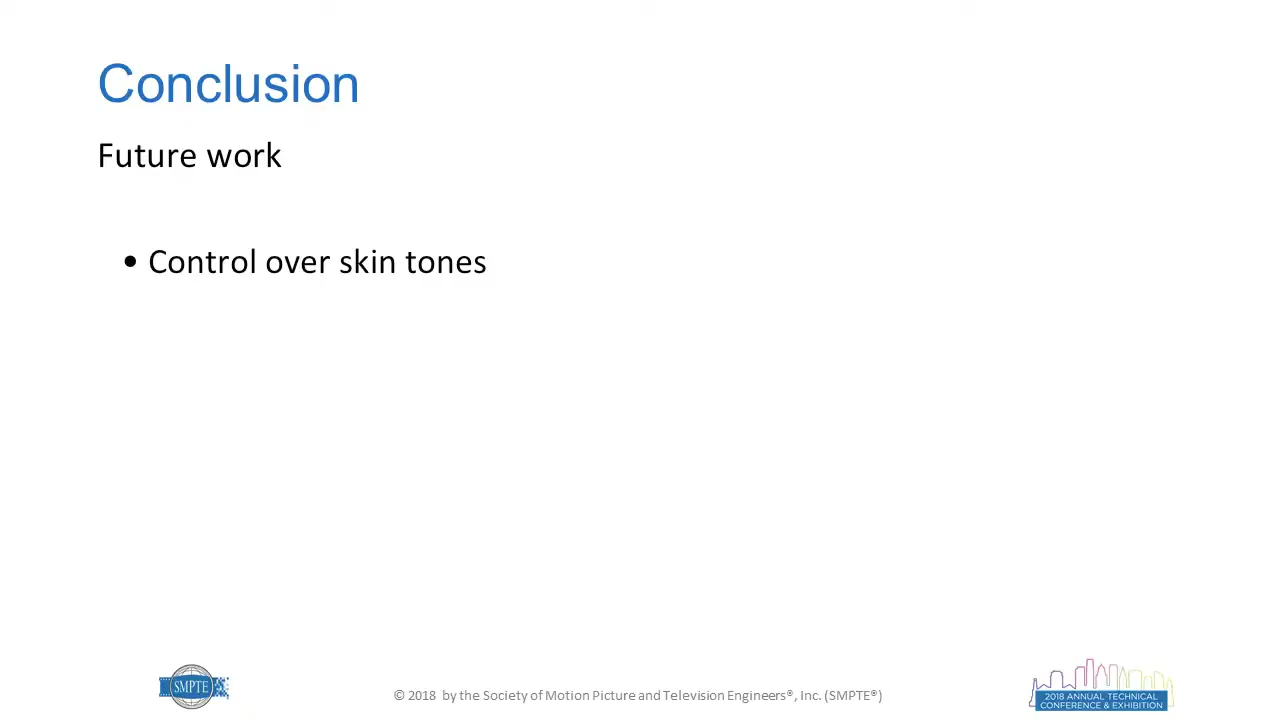 Conclusion
Future work
• Control over skin tones
SMPTE
© 2018 by the Society of Motion Picture and Television Engineers®, Inc. (SMPTE®)
2018 ANNUAL TECHNICAL
CONFERENCE & EXHIBITION